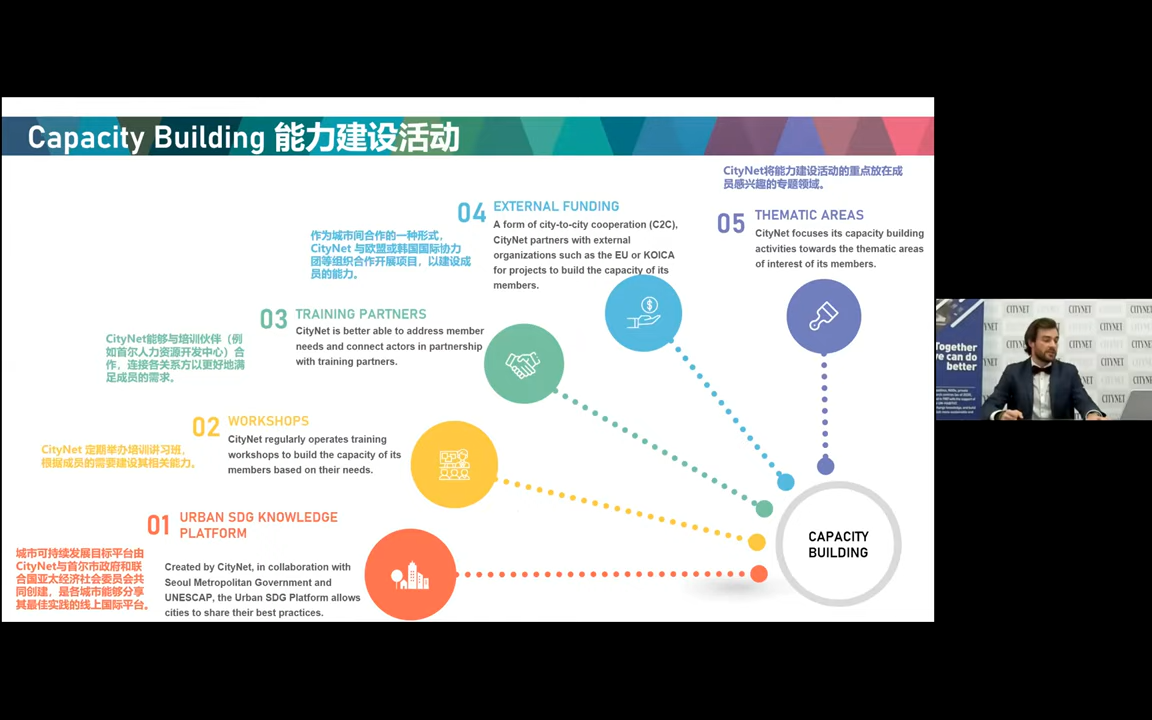 Capacity Building 能力建设活动
CityNet将能力建设活动的重点放在成
员感兴趣的专题领域。
05
THEMATIC AREAS
CityNet focuses its capacity building
activities towards the thematic areas
of interest of its members.
04
EXTERNAL FUNDING
A form of city-to-city cooperation (C2C),
CityNet partners with external
organizations such as the EU or KOICA
for projects to build the capacity of its
members.
作为城市间合作的一种形式,
CityNet 与欧盟或韩国国际协力
团等组织合作开展项目，以建设成
员的能力。
03
TRAINING PARTNERS
CityNet is better able to address member
needs and connect actors in partnership
with training partners.
CityNet能够与培训伙伴（例
如首尔人力资源开发中心）合
作，连接各关系方以更好地满
足成员的需求。
02
WORKSHOPS
CityNet regularly operates training
workshops to build the capacity of its
members based on their needs.
CityNet 定期举办培训讲习班,
根据成员的需要建设其相关能力。
01
URBAN SDG KNOWLEDGE
PLATFORM
Created by CityNet, in collaboration with
Seoul Metropolitan Government and
UNESCAP, the Urban SDG Platform allows
cities to share their best practices.
城市可持续发展目标平台由
CityNet与首尔市政府和联
合国亚太经济社会委员会共
同创建，是各城市能够分享
其最佳实践的线上国际平台。
CAPACITY
BUILDING
Together
we can do
better
CITYNET